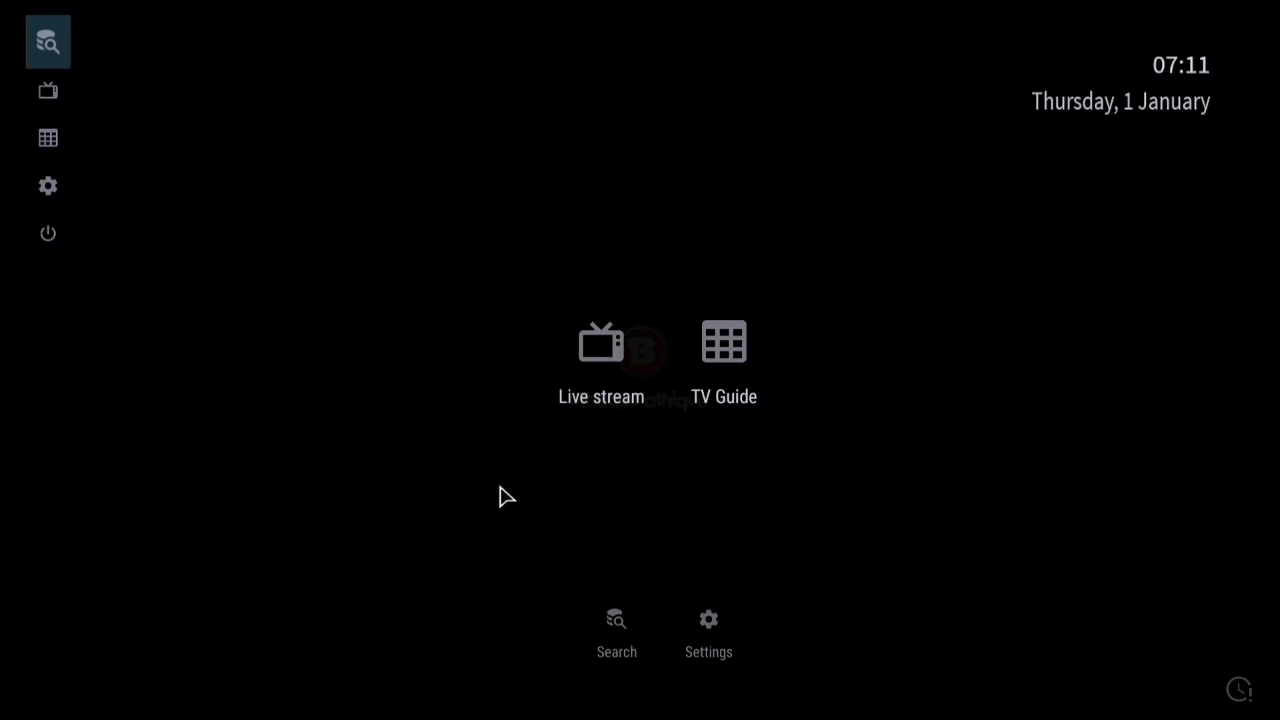 07:11
Thursday, 1 January
Live stream
TV Guide
Search
Settings